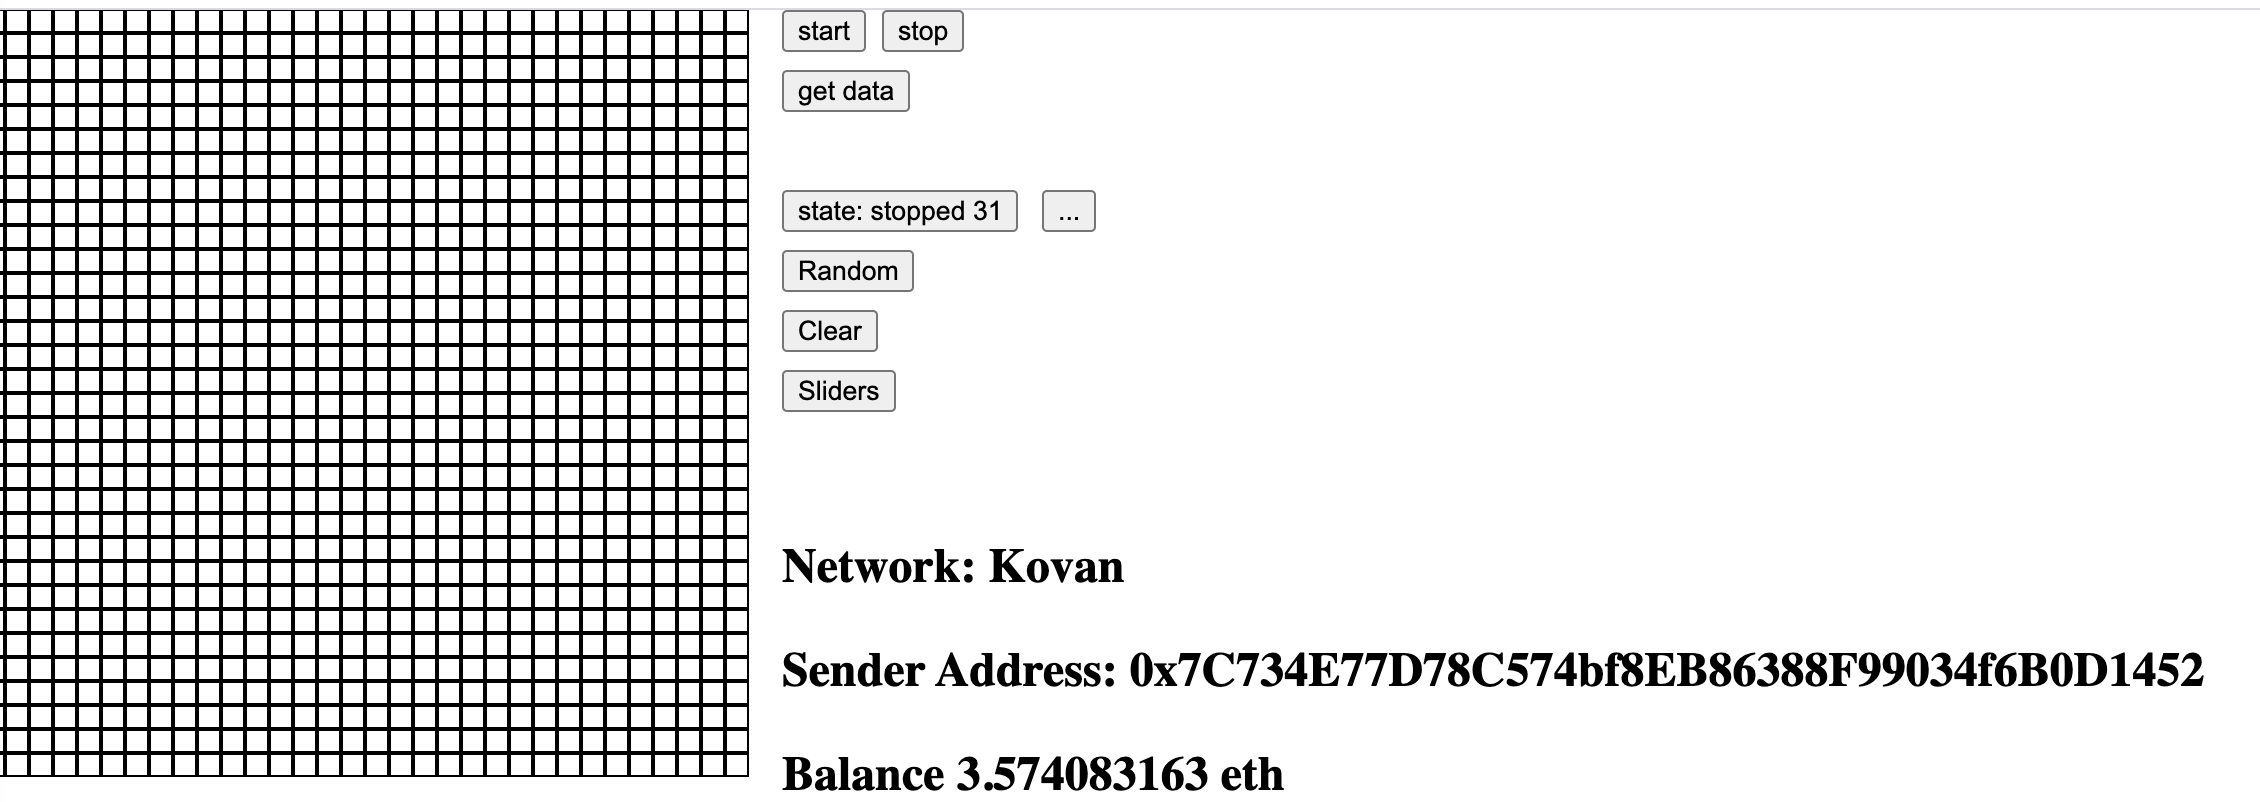 start stop
get data
state: stopped 31 ...
Random
Clear
Sliders
Network: Kovan
Sender Address: 0x7C734E77D78C574bf8EB86388F99034f6B0D1452
Balance 3.574083163 eth